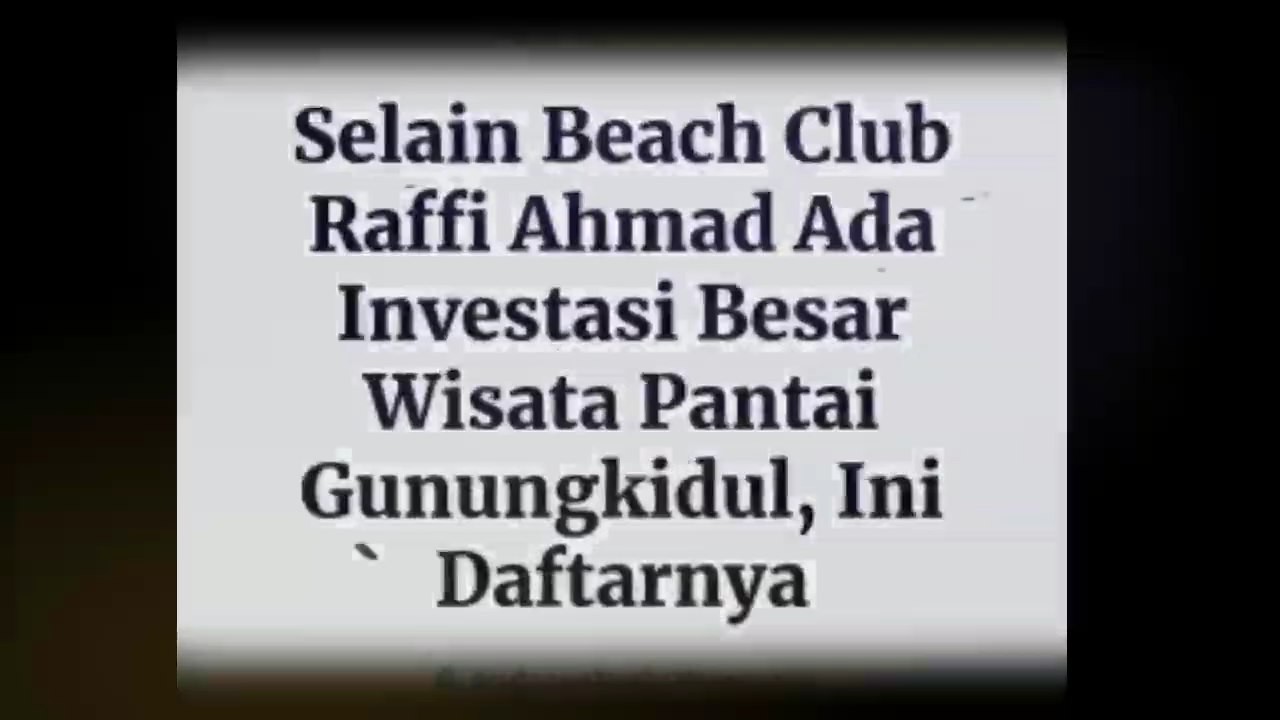 Selain Beach Club
Raffi Ahmad Ada
Investasi Besar
Wisata Pantai
Gunungkidul, Ini
Daftarnya